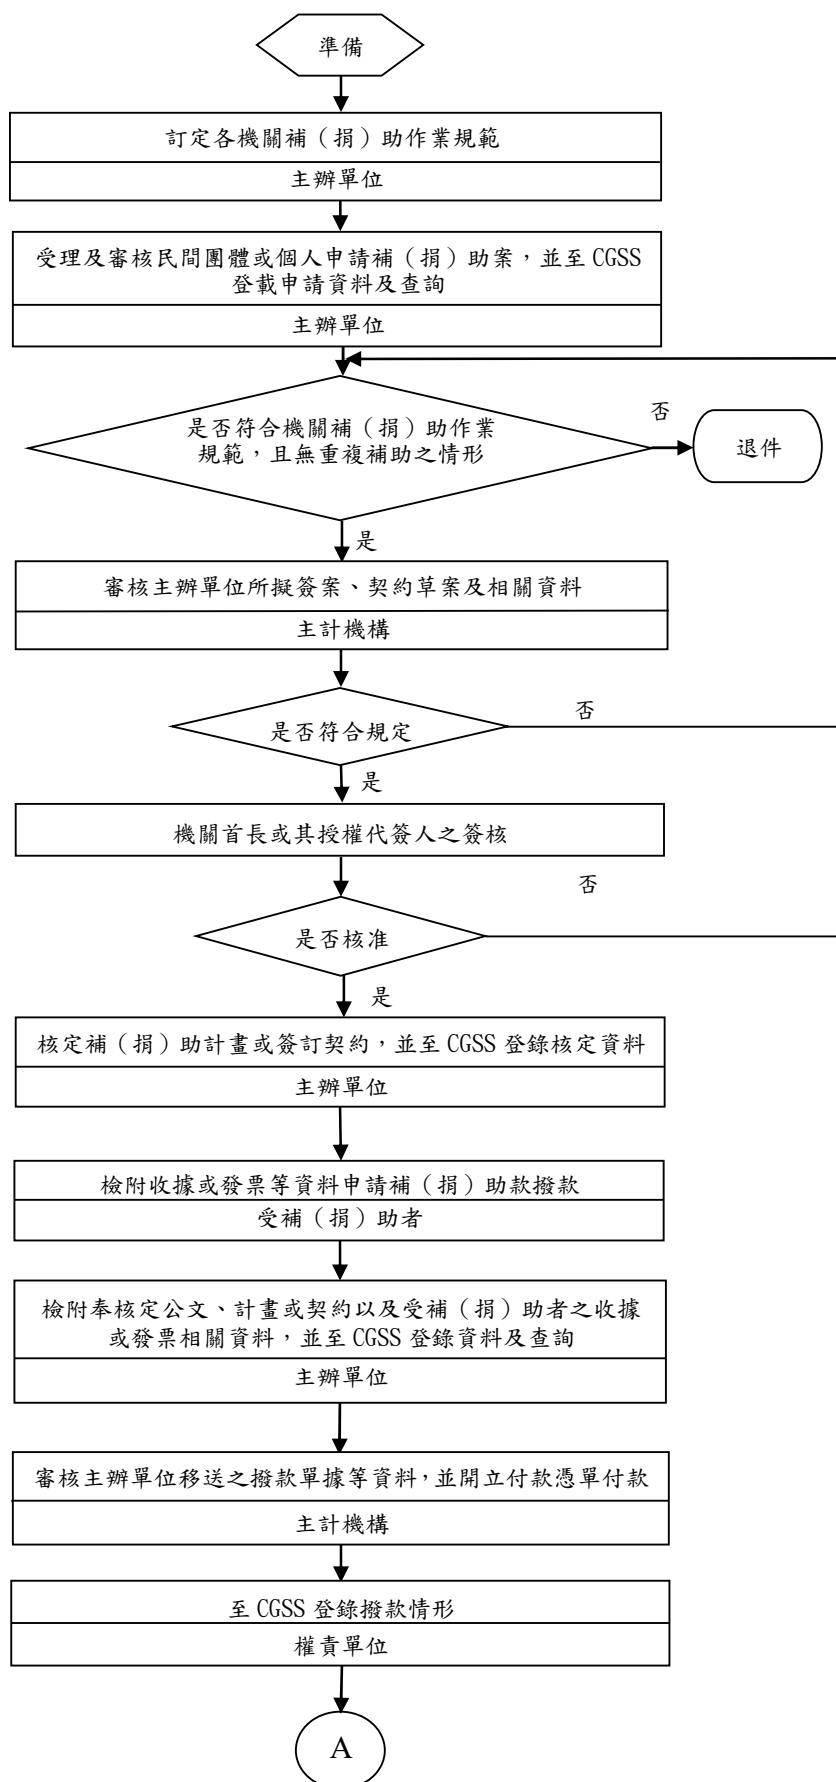 準備
訂定各機關補（捐）助作業規範
主辦單位
受理及審核民間團體或個人申請補（捐）助案，並至 CGSS
登載申請資料及查詢
主辦單位
是否符合機關補（捐）助作業
規範，且無重複補助之情形
否
退件
是
審核主辦單位所擬簽案、契約草案及相關資料
主計機構
是否符合規定
否
是
機關首長或其授權代簽人之簽核
否
是否核准
是
核定補（捐）助計畫或簽訂契約，並至 CGSS 登錄核定資料
主辦單位
檢附收據或發票等資料申請補（捐）助款撥款
受補（捐）助者
檢附奉核定公文、計畫或契約以及受補（捐）助者之收據
或發票相關資料，並至 CGSS 登錄資料及查詢
主辦單位
審核主辦單位移送之撥款單據等資料，並開立付款憑單付款
主計機構
至 CGSS 登錄撥款情形
權責單位
A